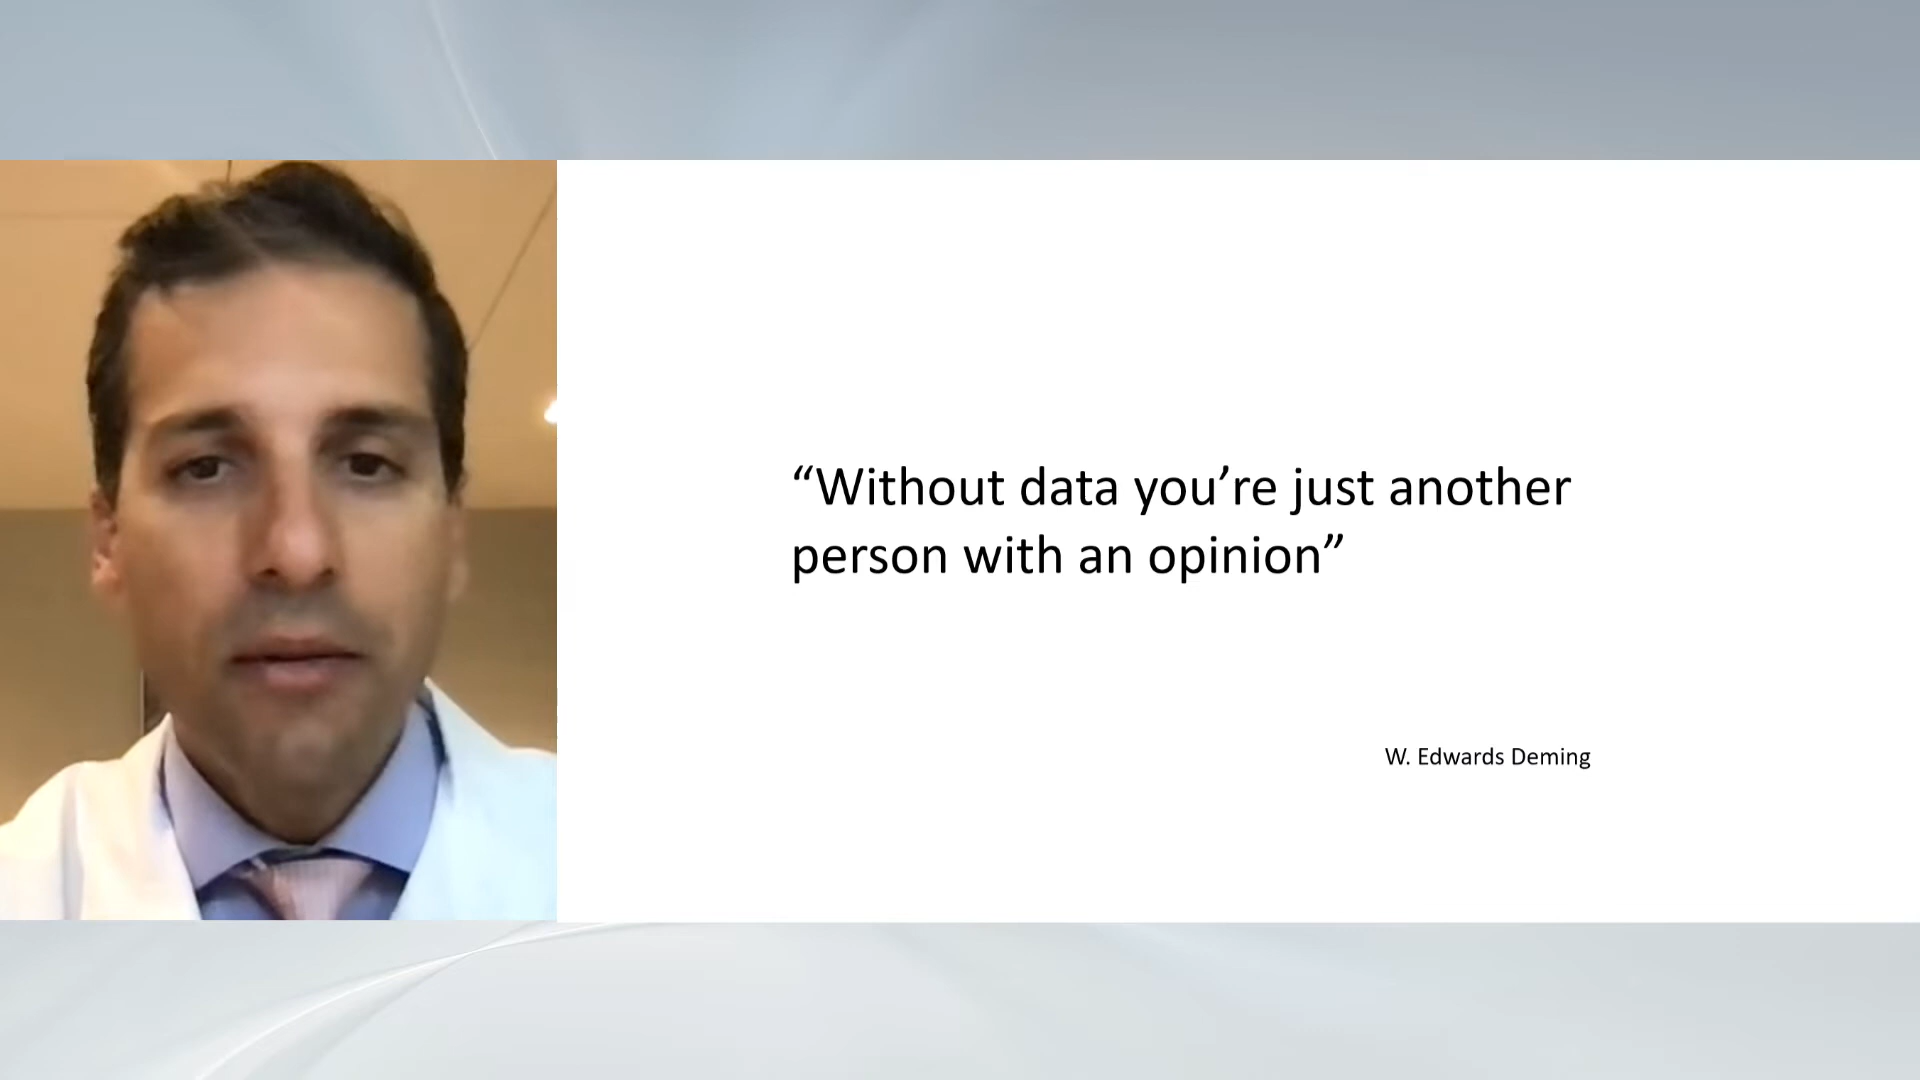 “Without data you’re just another
person with an opinion”
W. Edwards Deming